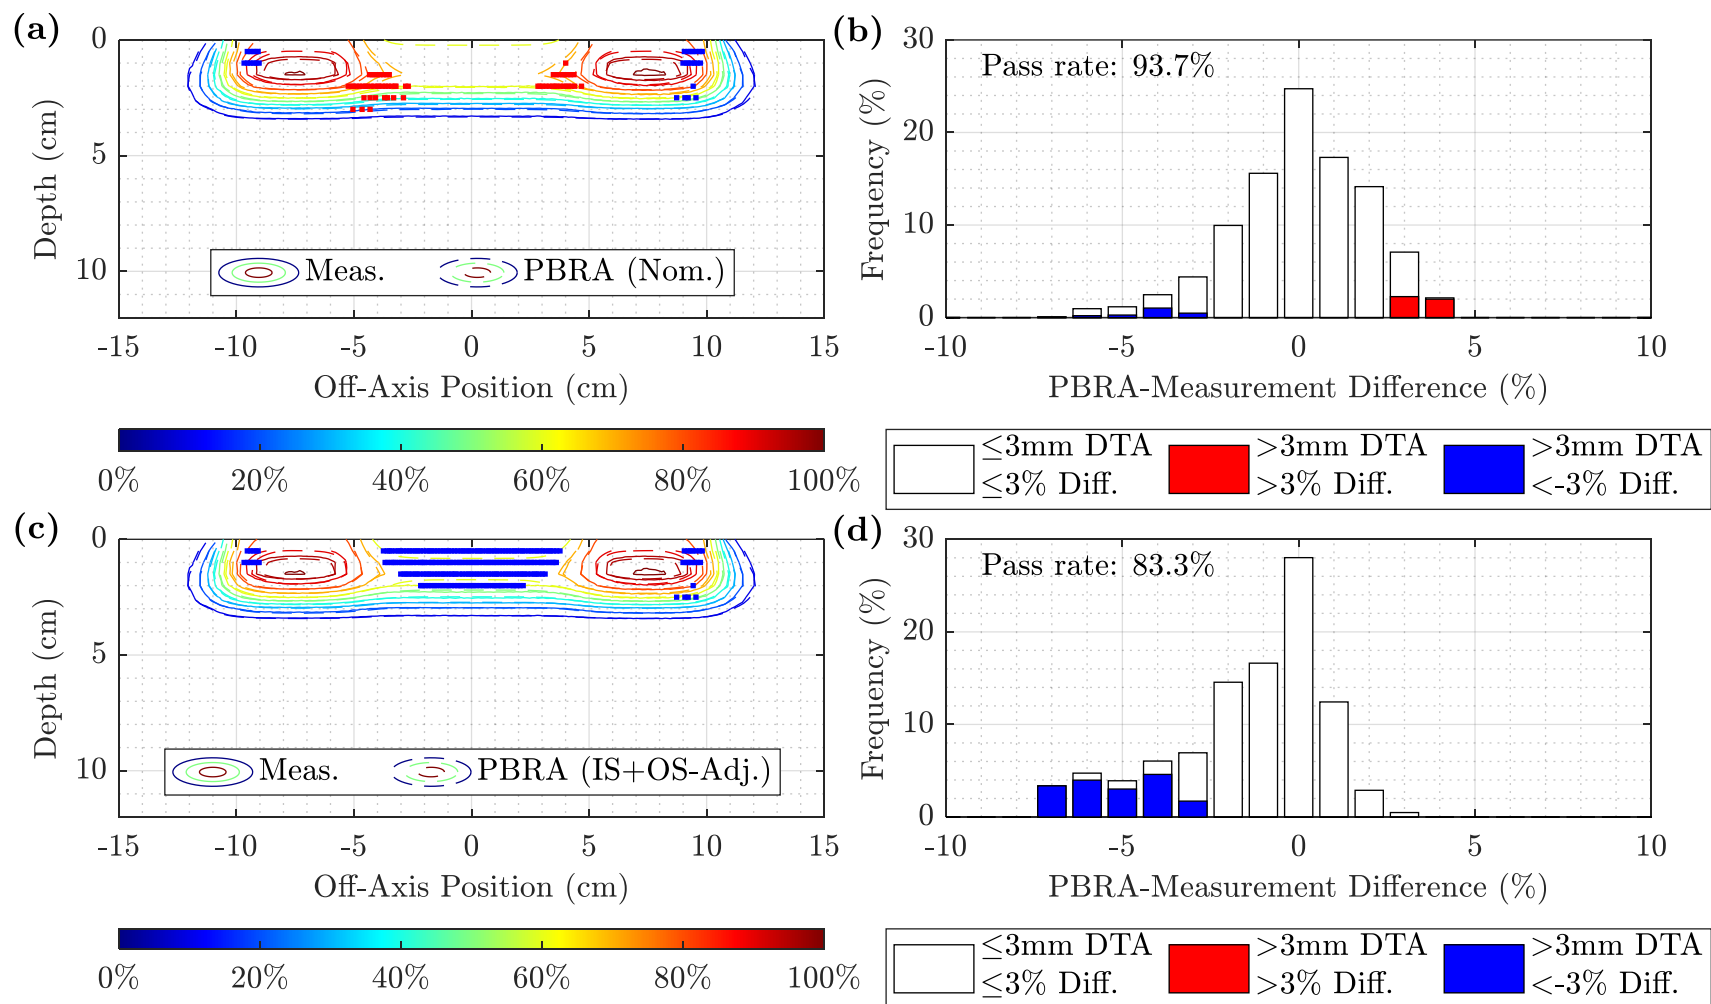 (a)
0
5
10
Depth (cm)
Meas.
PBRA (Nom.)
-15 -10 -5 0 5 10 15
Off-Axis Position (cm)
0% 20% 40% 60% 80% 100%
(b)
30
20
10
0
Frequency (%)
Pass rate: 93.7%
-10 -5 0 5 10
PBRA-Measurement Difference (%)
≤3mm DTA >3mm DTA >3mm DTA
≤3% Diff. >3% Diff. <-3% Diff.
(c)
0
5
10
Depth (cm)
Meas.
PBRA (IS+OS-Adj.)
-15 -10 -5 0 5 10 15
Off-Axis Position (cm)
0% 20% 40% 60% 80% 100%
(d)
30
20
10
0
Frequency (%)
Pass rate: 83.3%
-10 -5 0 5 10
PBRA-Measurement Difference (%)
≤3mm DTA >3mm DTA >3mm DTA
≤3% Diff. >3% Diff. <-3% Diff.